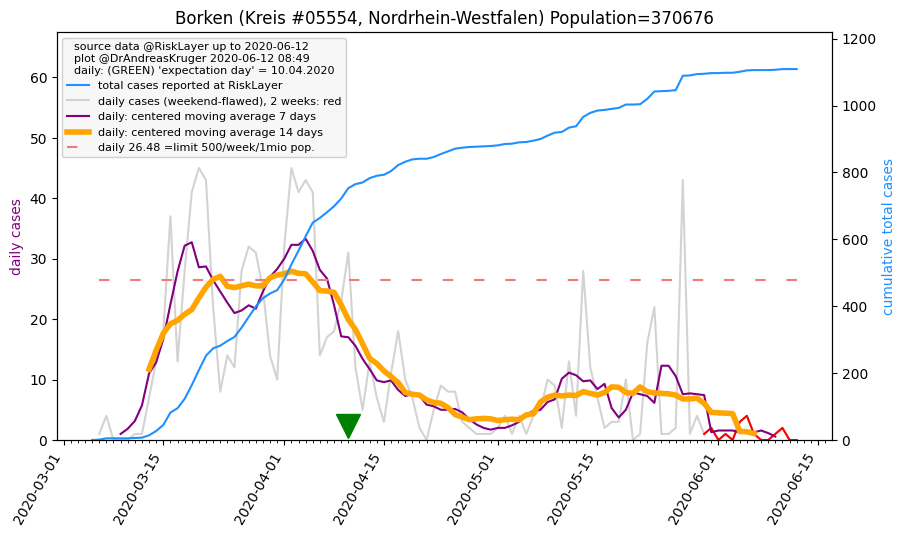 Borken (Kreis #05554, Nordrhein-Westfalen) Population=370676
source data @RiskLayer up to 2020-06-12
plot @DrAndreasKruger 2020-06-12 08:49
daily: (GREEN) 'expectation day' = 10.04.2020
total cases reported at RiskLayer
daily cases (weekend-flawed), 2 weeks: red
daily: centered moving average 7 days
daily: centered moving average 14 days
daily 26.48 =limit 500/week/1mio pop.
daily cases
60
50
40
30
20
10
0
1200
1000
800
600
400
200
0
cumulative total cases
2020-03-01
2020-03-15
2020-04-01
2020-04-15
2020-05-01
2020-05-15
2020-06-01
2020-06-15